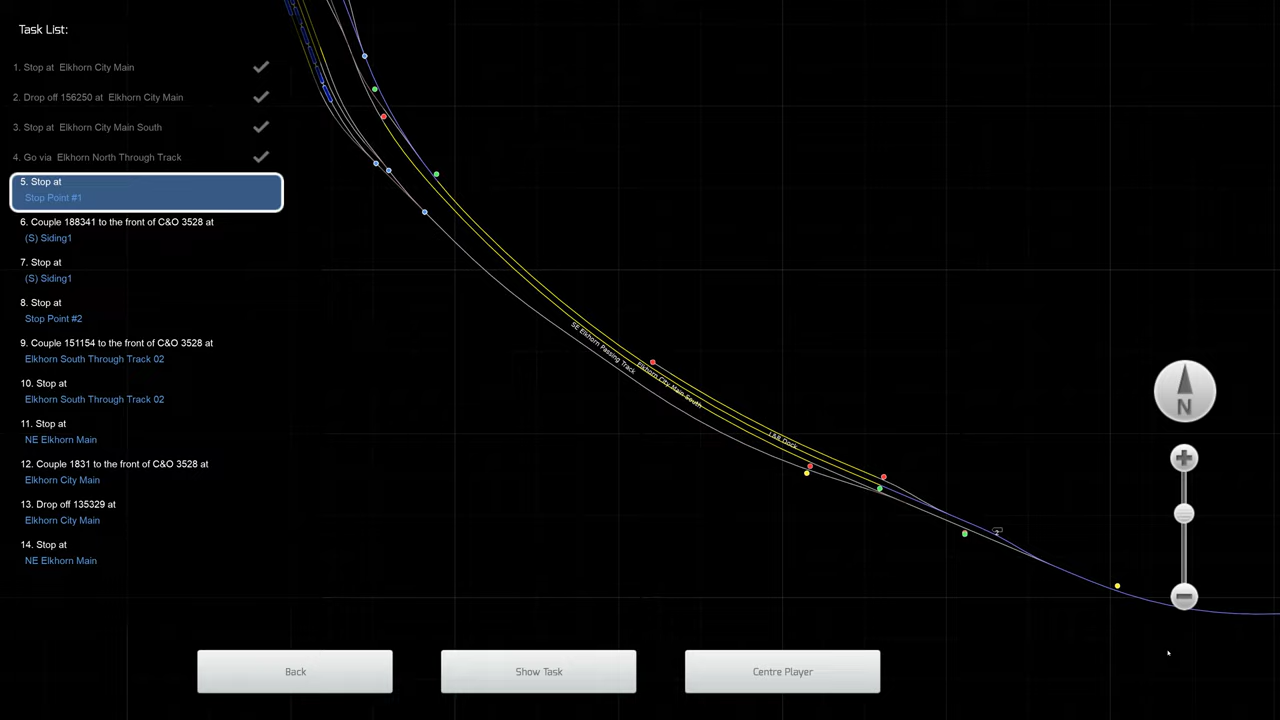 Task List:
1. Stop at Elkhorn City Main
2. Drop off 156250 at Elkhorn City Main
3. Stop at Elkhorn City Main South
4. Go via Elkhorn North Through Track
5. Stop at
Stop Point #1
6. Couple 188341 to the front of C&O 3528 at
(S) Siding1
7. Stop at
(S) Siding1
8. Stop at
Stop Point #2
9. Couple 151154 to the front of C&O 3528 at
Elkhorn South Through Track 02
10. Stop at
Elkhorn South Through Track 02
11. Stop at
NE Elkhorn Main
12. Couple 1831 to the front of C&O 3528 at
Elkhorn City Main
13. Drop off 135329 at
Elkhorn City Main
14. Stop at
NE Elkhorn Main
SE Elkhorn Passing Track
Elkhorn City Main South
2
N
Back
Show Task
Centre Player